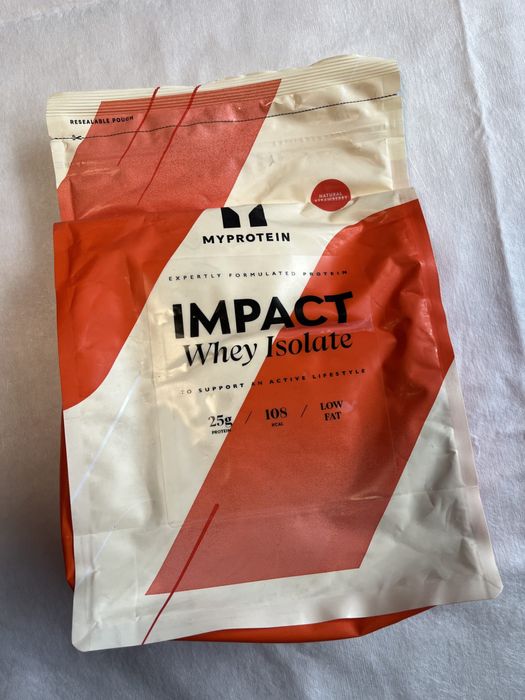 RESEALABLE POUCH
NATURAL
STRAWBERRY
MYPROTEIN
EXPERTLY FORMULATED PROTEIN
IMPACT
Whey Isolate
TO SUPPORT AN ACTIVE LIFESTYLE
25g / 108 / LOW
PROTEIN KCAL FAT